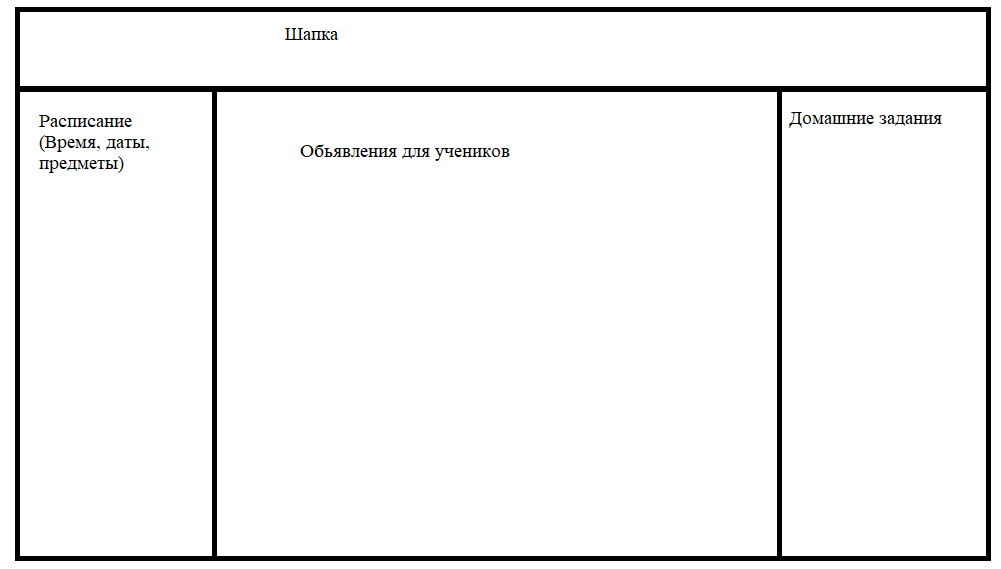 Шапка
Расписание
(Время, даты,
предметы)
Обьявления для учеников
Домашние задания